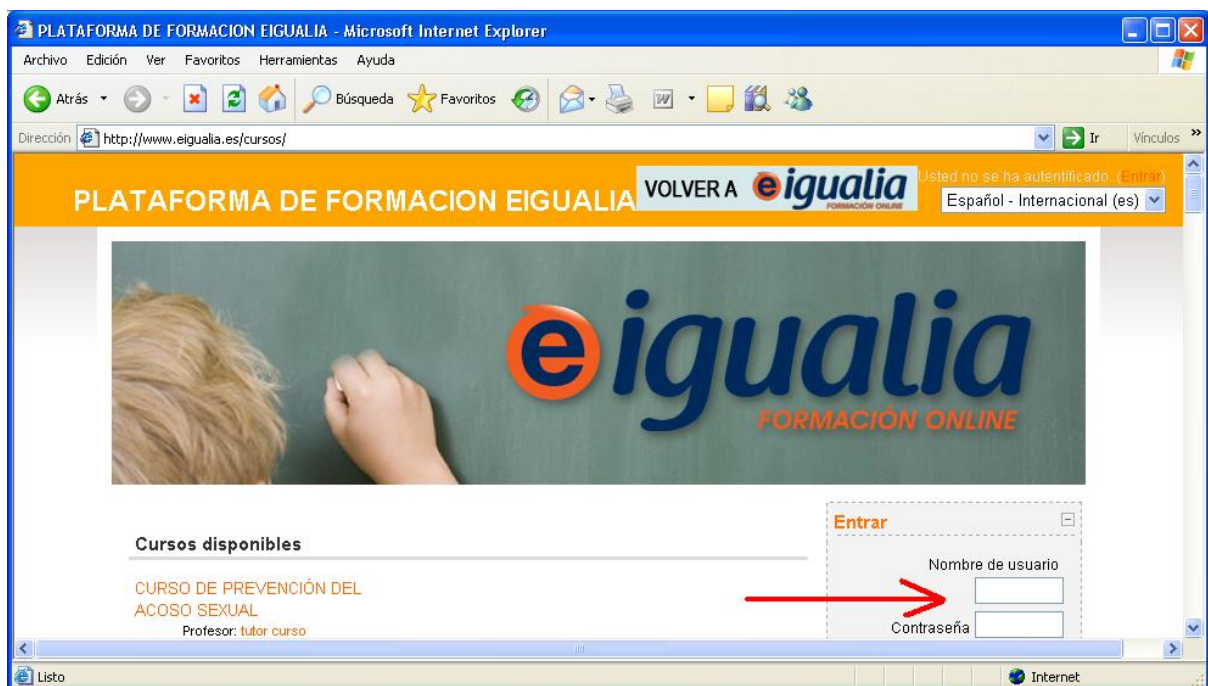 PLATAFORMA DE FORMACION EIGUALIA - Microsoft Internet Explorer
Archivo Edición Ver Favoritos Herramientas Ayuda
Atrás Búsqueda Favoritos
Dirección http://www.eigualia.es/cursos/ Ir Vínculos »
PLATAFORMA DE FORMACION EIGUALIA
VOLVER A eigualia
FORMACIÓN ONLINE
Usted no se ha autentificado. (Entrar)
Español - Internacional (es)
eigualia
FORMACIÓN ONLINE
Cursos disponibles
CURSO DE PREVENCIÓN DEL
ACOSO SEXUAL
Profesor: tutor curso
Entrar
Nombre de usuario
Contraseña
Listo Internet